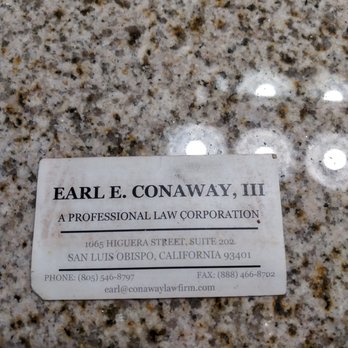 EARL E. CONAWAY, III
A PROFESSIONAL LAW CORPORATION
1065 HIGUERA STREET, SUITE 202
SAN LUIS OBISPO, CALIFORNIA 93401
PHONE: (805) 546-8797 FAX: (888) 466-8702
earl@conawaylawfirm.com